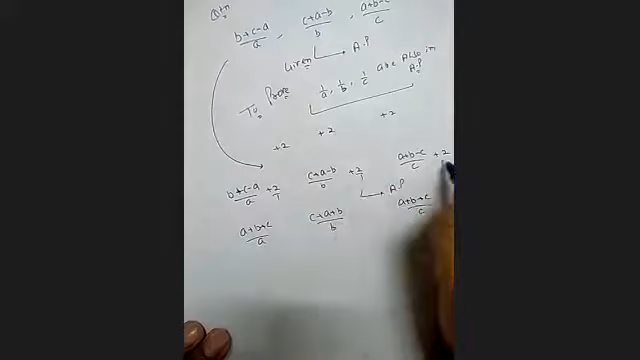 Qtn
b+c-a/a , c+a-b/b , a+b-c/c
Given → A.P
To Prove 1/a, 1/b, 1/c are Also in A.P
+2 +2 +2
b+c-a/a + 2/1 c+a-b/b + 2/1 a+b-c/c + 2
→ A.P
a+b+c/a c+a+b/b a+b+c/c